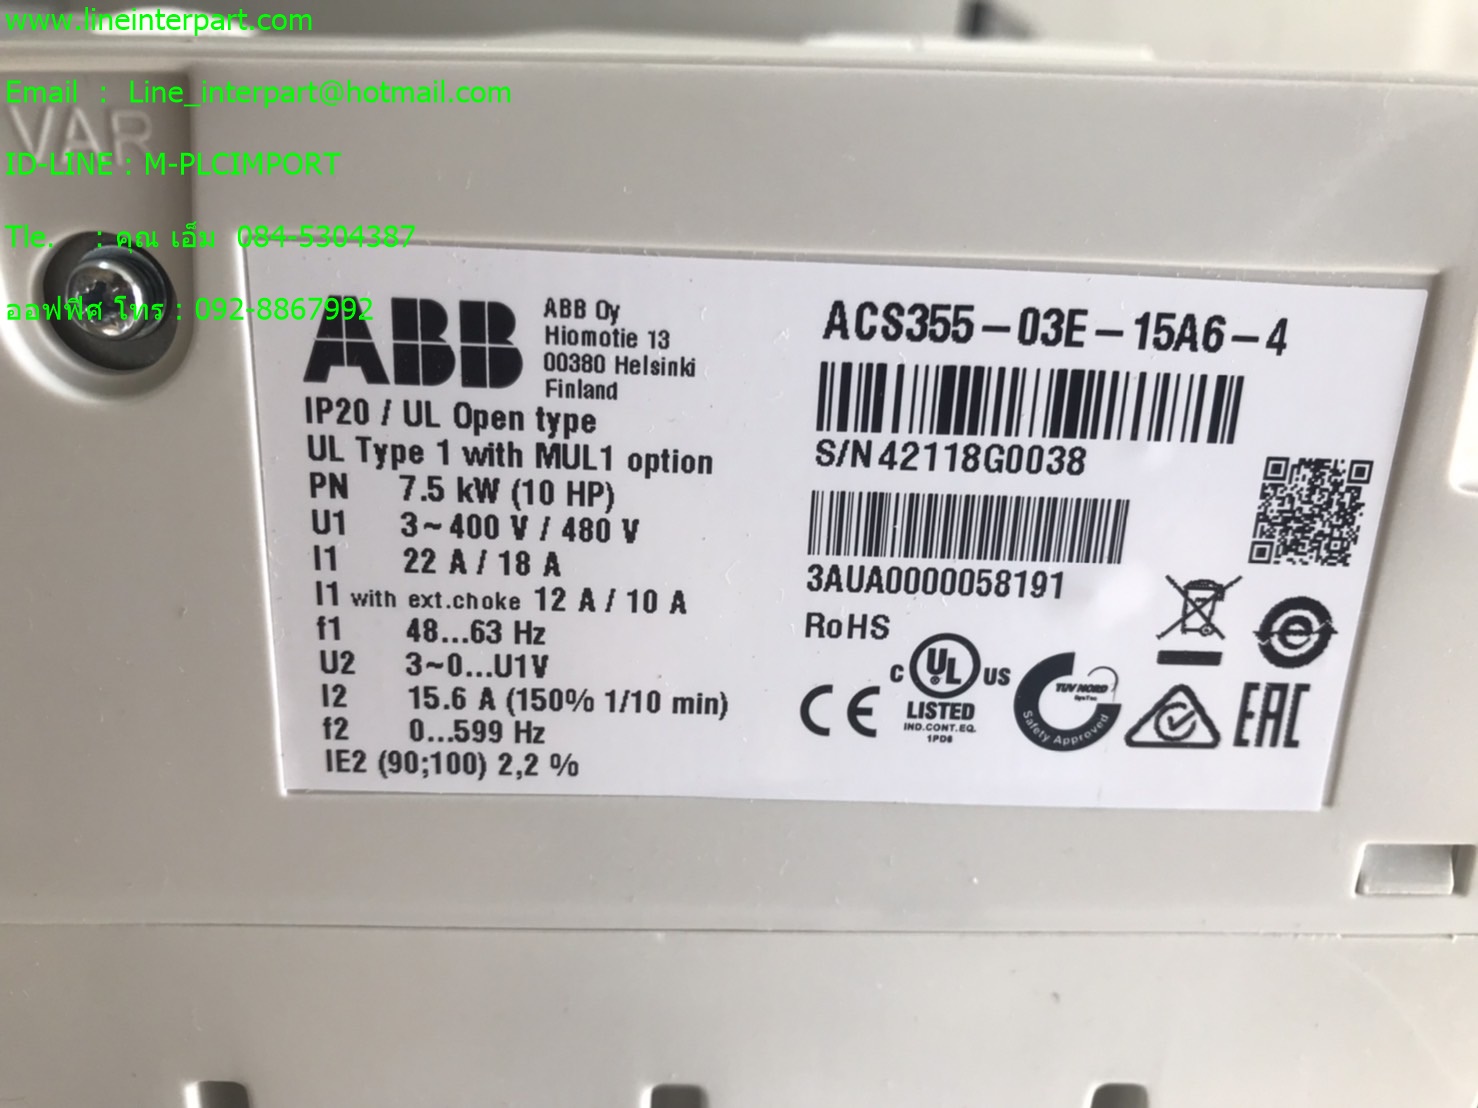 www.lineinterpart.com
Email : Line_interpart@hotmail.com
VAR
ID-LINE : M-PLCIMPORT
Tle. : คุณ เอ็ม 084-5304387
ออฟฟิศ โทร : 092-8867992
ABB
ABB Oy
Hiomotie 13
00380 Helsinki
Finland
IP20 / UL Open type
UL Type 1 with MUL1 option
PN 7.5 kW (10 HP)
U1 3~400 V / 480 V
I1 22 A / 18 A
I1 with ext.choke 12 A / 10 A
f1 48...63 Hz
U2 3~0...U1V
I2 15.6 A (150% 1/10 min)
f2 0...599 Hz
IE2 (90;100) 2,2 %
ACS355-03E-15A6-4
S/N 42118G0038
3AUA0000058191
RoHS
CE
C UL US
LISTED
IND.CONT.EQ.
1PD8
TUV NORD
Safety Approved
e
EAC